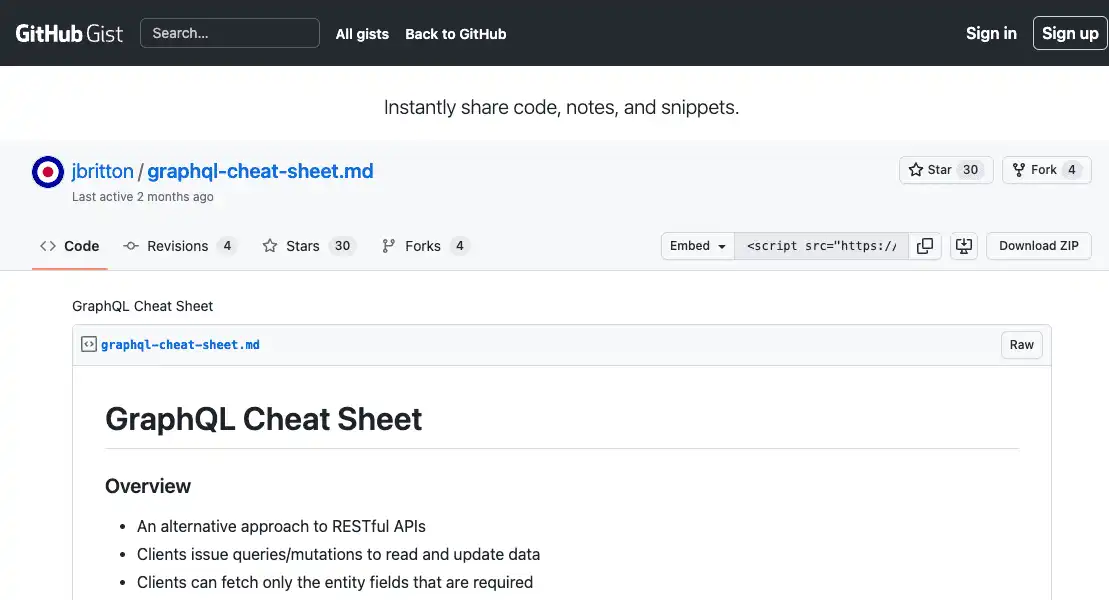 GitHub Gist Search... All gists Back to GitHub Sign in Sign up
Instantly share code, notes, and snippets.
jbritton / graphql-cheat-sheet.md Star 30 Fork 4
Last active 2 months ago
Code Revisions 4 Stars 30 Forks 4 Embed <script src="https:// Download ZIP
GraphQL Cheat Sheet
graphql-cheat-sheet.md Raw
GraphQL Cheat Sheet
Overview
• An alternative approach to RESTful APIs
• Clients issue queries/mutations to read and update data
• Clients can fetch only the entity fields that are required